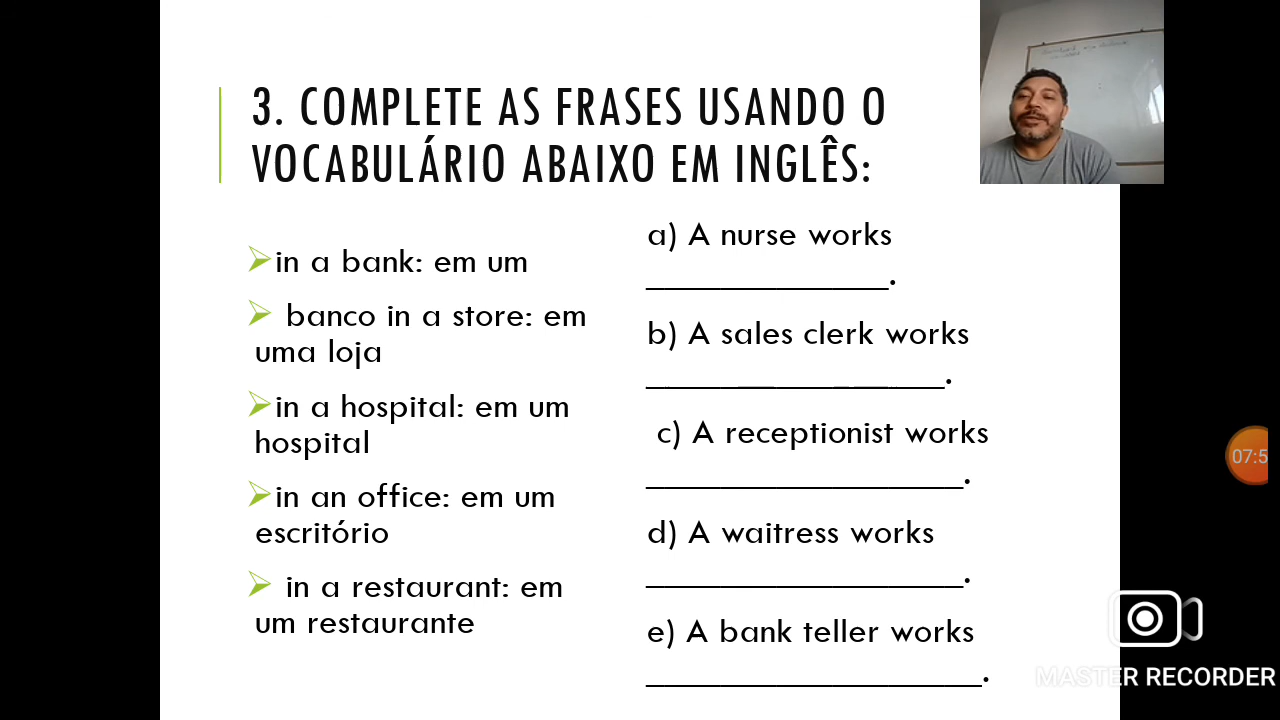 3. COMPLETE AS FRASES USANDO O
VOCABULÁRIO ABAIXO EM INGLÊS:
in a bank: em um
banco in a store: em
uma loja
in a hospital: em um
hospital
in an office: em um
escritório
in a restaurant: em
um restaurante
a) A nurse works
_______________.
b) A sales clerk works
___________________.
c) A receptionist works
____________________.
d) A waitress works
____________________.
e) A bank teller works
_____________________.
07:5
MASTER RECORDER